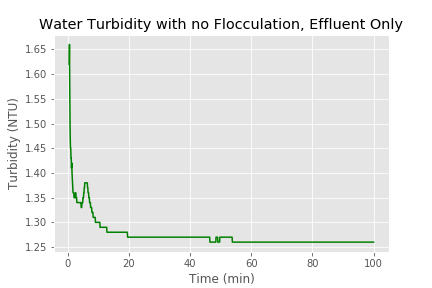 Water Turbidity with no Flocculation, Effluent Only
1.65
1.60
1.55
1.50
1.45
1.40
1.35
1.30
1.25
Turbidity (NTU)
0 20 40 60 80 100
Time (min)